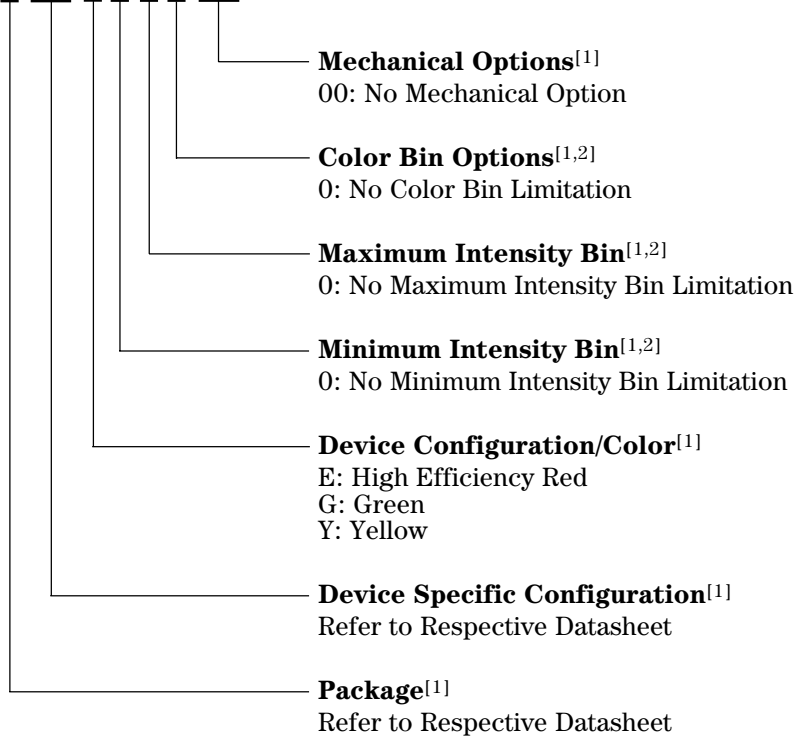 Mechanical Options[1]
00: No Mechanical Option
Color Bin Options[1,2]
0: No Color Bin Limitation
Maximum Intensity Bin[1,2]
0: No Maximum Intensity Bin Limitation
Minimum Intensity Bin[1,2]
0: No Minimum Intensity Bin Limitation
Device Configuration/Color[1]
E: High Efficiency Red
G: Green
Y: Yellow
Device Specific Configuration[1]
Refer to Respective Datasheet
Package[1]
Refer to Respective Datasheet